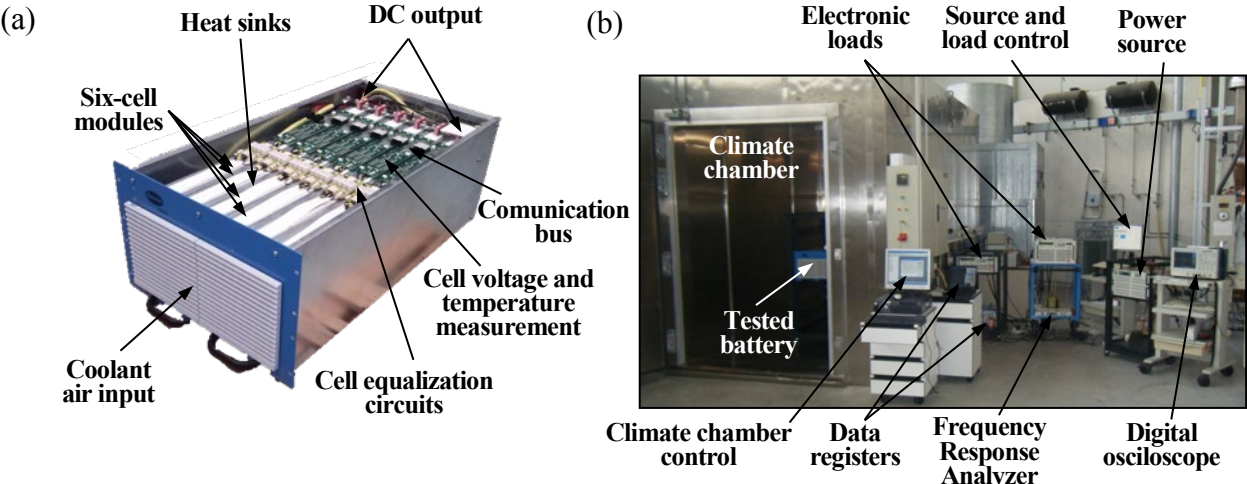 (a)
Heat sinks
DC output
Six-cell
modules
Comunication
bus
Cell voltage and
temperature
measurement
Coolant
air input
Cell equalization
circuits
(b)
Electronic
loads
Source and
load control
Power
source
Climate
chamber
Tested
battery
Climate chamber
control
Data
registers
Frequency
Response
Analyzer
Digital
osciloscope